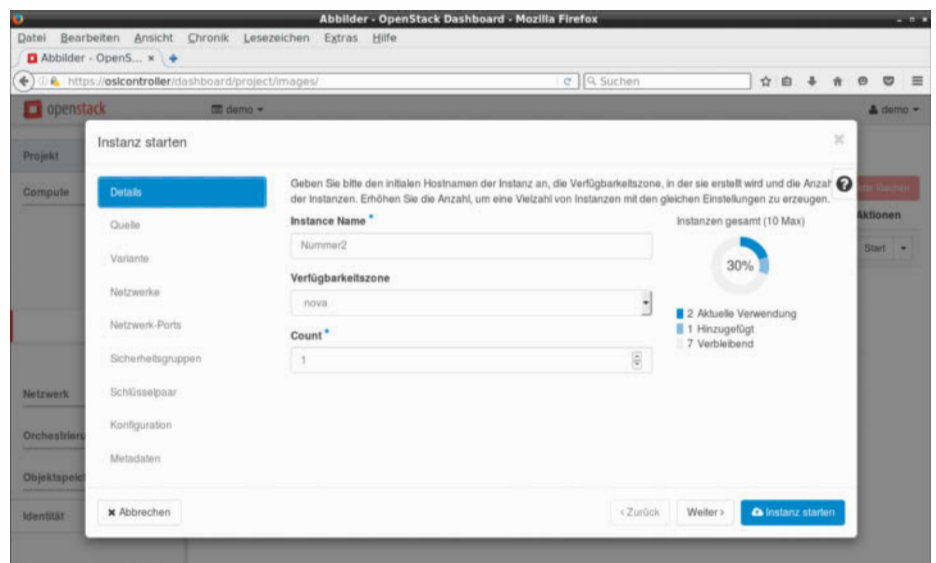 Abbilder - OpenStack Dashboard - Mozilla Firefox
Datei Bearbeiten Ansicht Chronik Lesezeichen Extras Hilfe
Abbilder - OpenS...
https://oslcontroller/dashboard/project/images/
Suchen
openstack
demo
demo
Projekt
Compute
Netzwerk
Identität
Aktionen
Start
Instanz starten
Details
Quelle
Variante
Netzwerke
Netzwerk-Ports
Sicherheitsgruppen
Schlüsselpaar
Konfiguration
Metadaten
Geben Sie bitte den initialen Hostnamen der Instanz an, die Verfügbarkeitszone, in der sie erstellt wird und die Anzahl
der Instanzen. Erhöhen Sie die Anzahl, um eine Vielzahl von Instanzen mit den gleichen Einstellungen zu erzeugen.
Instance Name *
Nummer2
Verfügbarkeitszone
nova
Count *
1
Instanzen gesamt (10 Max)
30%
2 Aktuelle Verwendung
1 Hinzugefügt
7 Verbleibend
Abbrechen
<Zurück
Weiter>
Instanz starten